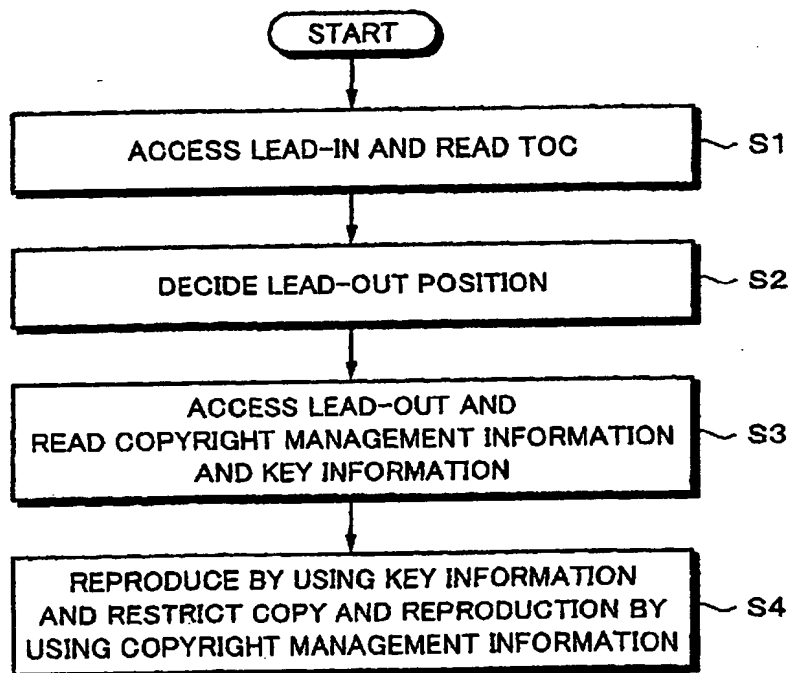 START
ACCESS LEAD-IN AND READ TOC
S1
DECIDE LEAD-OUT POSITION
S2
ACCESS LEAD-OUT AND
READ COPYRIGHT MANAGEMENT INFORMATION
AND KEY INFORMATION
S3
REPRODUCE BY USING KEY INFORMATION
AND RESTRICT COPY AND REPRODUCTION BY
USING COPYRIGHT MANAGEMENT INFORMATION
S4